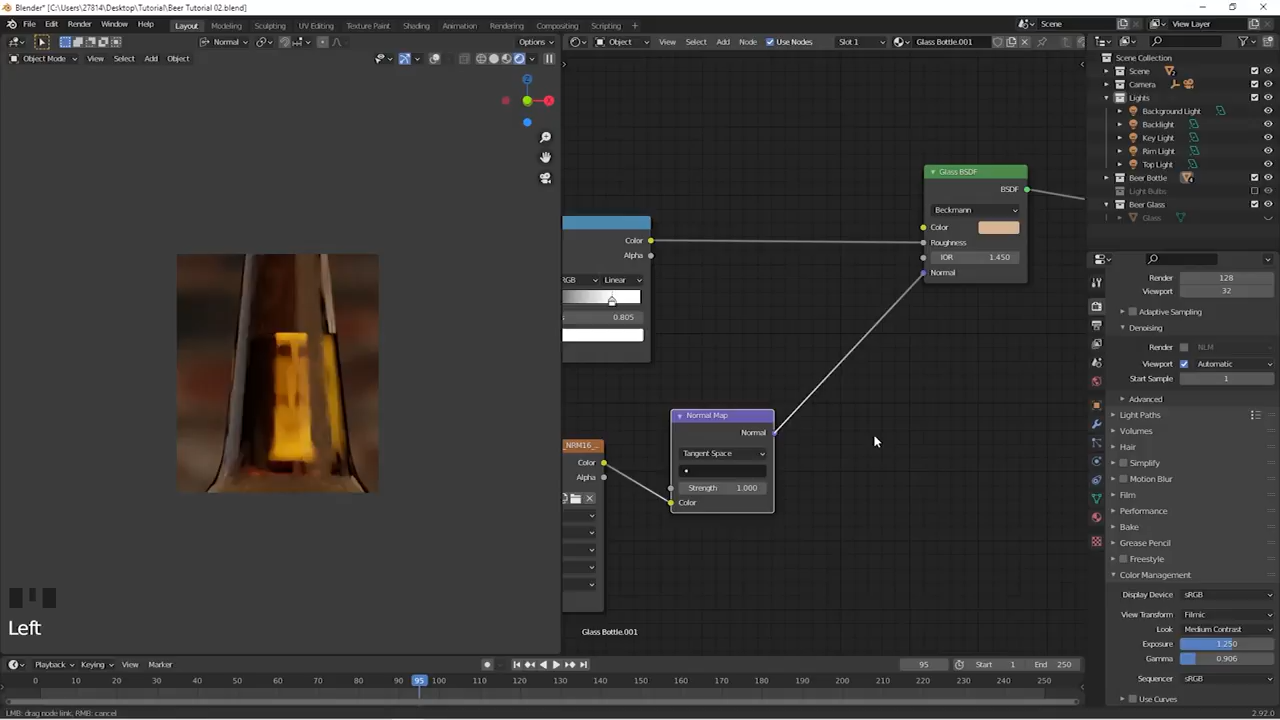 Blender* [C:\Users\27814\Desktop\Tutorial\Beer Tutorial 02.blend]
File Edit Render Window Help Layout Modeling Sculpting UV Editing Texture Paint Shading Animation Rendering Compositing Scripting Scene View Layer
Normal Options Object View Select Add Node Use Nodes Slot 1 Glass Bottle.001
Object Mode View Select Add Object
Scene Collection
Scene
Camera
Lights
Background Light
Backlight
Key Light
Rim Light
Top Light
Beer Bottle
Light Bulbs
Beer Glass
Glass
Z
X
Glass BSDF
BSDF
Beckmann
Color
Roughness
IOR 1.450
Normal
Color
Alpha
RGB Linear
0.805
Normal Map
Normal
Tangent Space
Strength 1.000
Color
_NRM16_...
Color
Alpha
Glass Bottle.001
Render 128
Viewport 32
Adaptive Sampling
Denoising
Render NLM
Viewport Automatic
Start Sample 1
Advanced
Light Paths
Volumes
Hair
Simplify
Motion Blur
Film
Performance
Bake
Grease Pencil
Freestyle
Color Management
Display Device sRGB
View Transform Filmic
Look Medium Contrast
Exposure 1.250
Gamma 0.906
Sequencer sRGB
Use Curves
Left
Playback Keying View Marker 95 Start 1 End 250
0 10 20 30 40 50 60 70 80 95 100 110 120 130 140 150 160 170 180 190 200 210 220 230 240 250
LMB: drag node link, RMB: cancel 2.92.0